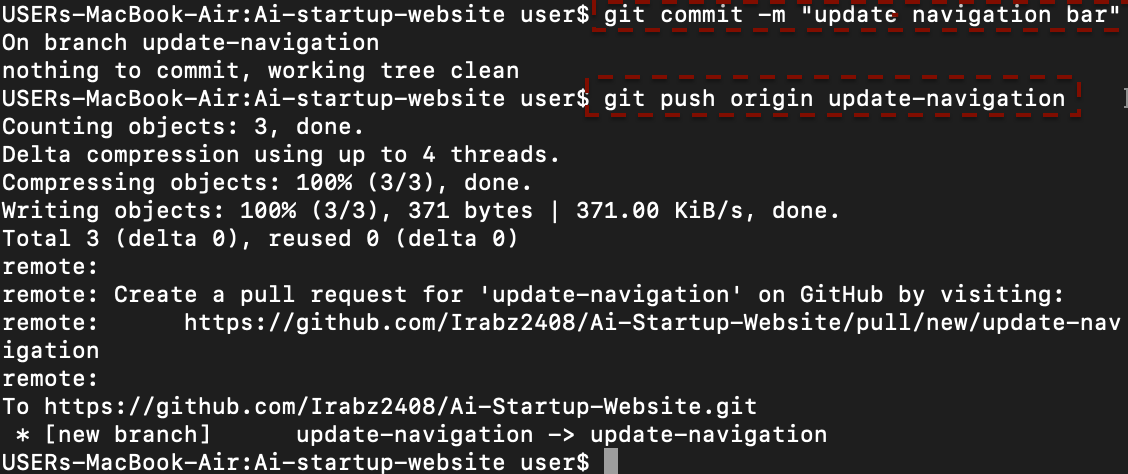 USERs-MacBook-Air:Ai-startup-website user$ git commit -m "update navigation bar"
On branch update-navigation
nothing to commit, working tree clean
USERs-MacBook-Air:Ai-startup-website user$ git push origin update-navigation
Counting objects: 3, done.
Delta compression using up to 4 threads.
Compressing objects: 100% (3/3), done.
Writing objects: 100% (3/3), 371 bytes | 371.00 KiB/s, done.
Total 3 (delta 0), reused 0 (delta 0)
remote:
remote: Create a pull request for 'update-navigation' on GitHub by visiting:
remote:      https://github.com/Irabz2408/Ai-Startup-Website/pull/new/update-nav
igation
remote:
To https://github.com/Irabz2408/Ai-Startup-Website.git
 * [new branch]      update-navigation -> update-navigation
USERs-MacBook-Air:Ai-startup-website user$